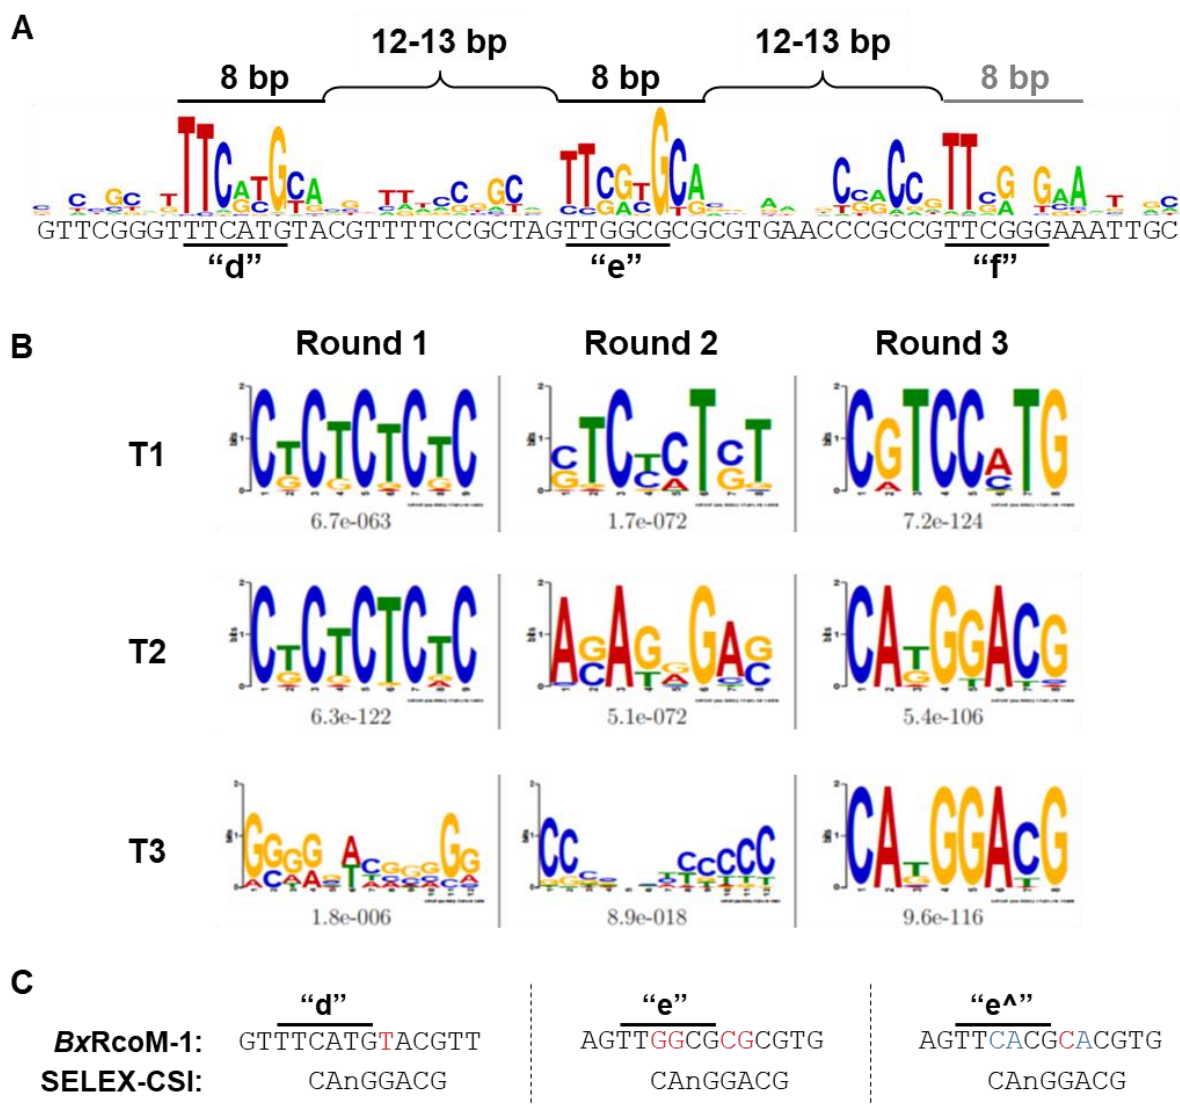 A
12-13 bp 12-13 bp
8 bp 8 bp 8 bp
GTTCGGGTTTCATGTACGTTTTCCGCTAGTTGGCGCGCGTGAACCCGCCGTTCGGGAAATTGC
“d” “e” “f”
B
Round 1 Round 2 Round 3
T1
6.7e-063 1.7e-072 7.2e-124
T2
6.3e-122 5.1e-072 5.4e-106
T3
1.8e-006 8.9e-018 9.6e-116
C
“d” “e” “e^”
BxRcoM-1: GTTTCATGTACGTT AGTTGGCGCGCGTG AGTTCACGCACGTG
SELEX-CSI: CAnGGACG CAnGGACG CAnGGACG